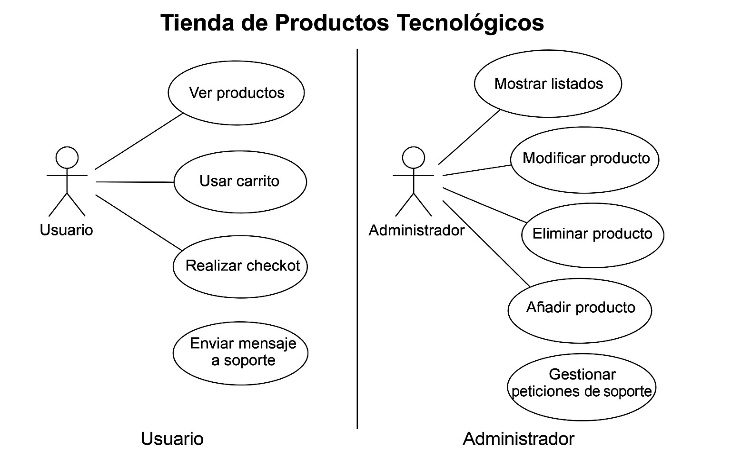 Tienda de Productos Tecnológicos
Ver productos
Usar carrito
Usuario
Realizar checkot
Enviar mensaje
a soporte
Usuario
Mostrar listados
Modificar producto
Administrador
Eliminar producto
Añadir producto
Gestionar
peticiones de soporte
Administrador